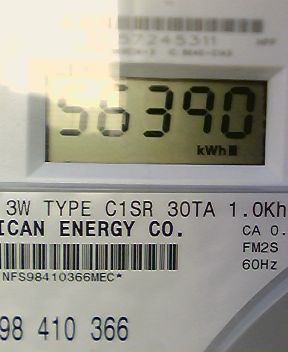 57245311
56390
kWh
3W TYPE C1SR 30TA 1.0Kh
ICAN ENERGY CO. CA 0.
FM2S
60Hz
NFS98410366MEC*
98 410 366